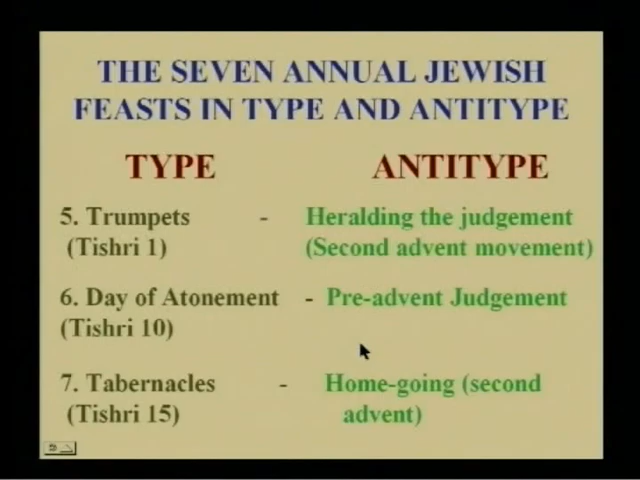 THE SEVEN ANNUAL JEWISH
FEASTS IN TYPE AND ANTITYPE
TYPE ANTITYPE
5. Trumpets - Heralding the judgement
(Tishri 1) (Second advent movement)
6. Day of Atonement - Pre-advent Judgement
(Tishri 10)
7. Tabernacles - Home-going (second
(Tishri 15) advent)